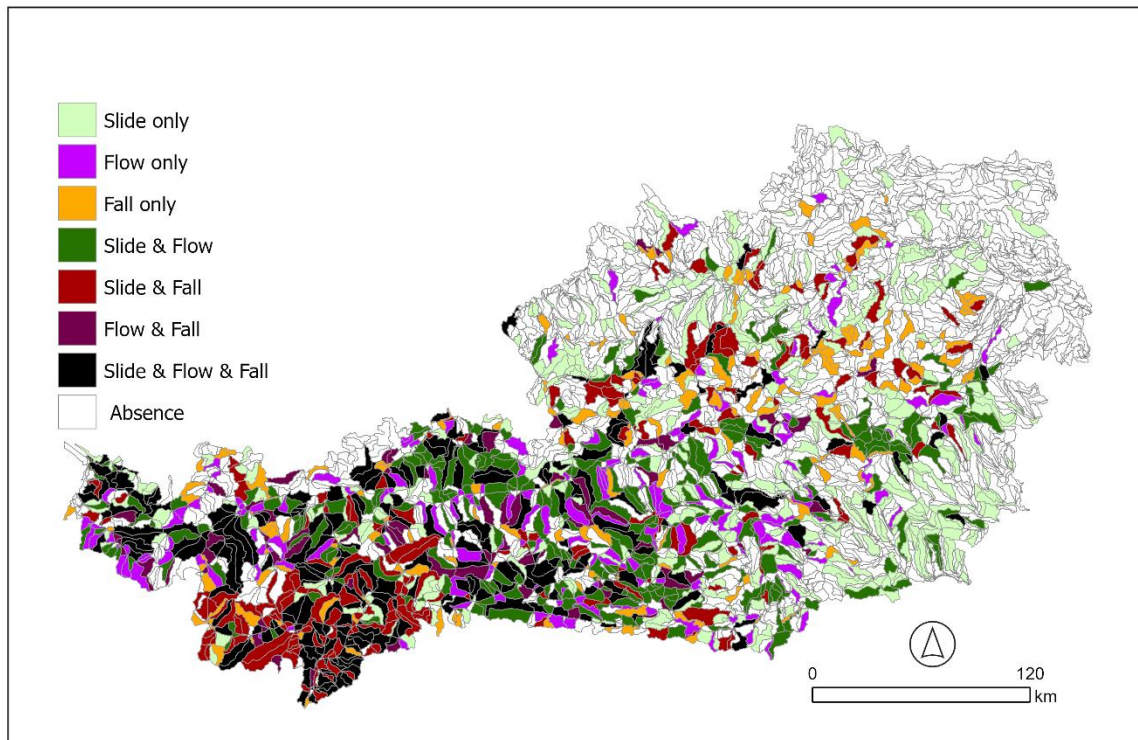 Slide only
Flow only
Fall only
Slide & Flow
Slide & Fall
Flow & Fall
Slide & Flow & Fall
Absence
0 120
km